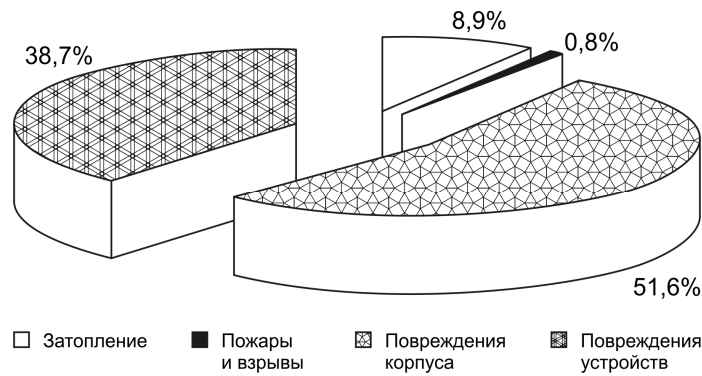 8,9%
0,8%
38,7%
51,6%
Затопление
Пожары
и взрывы
Повреждения
корпуса
Повреждения
устройств